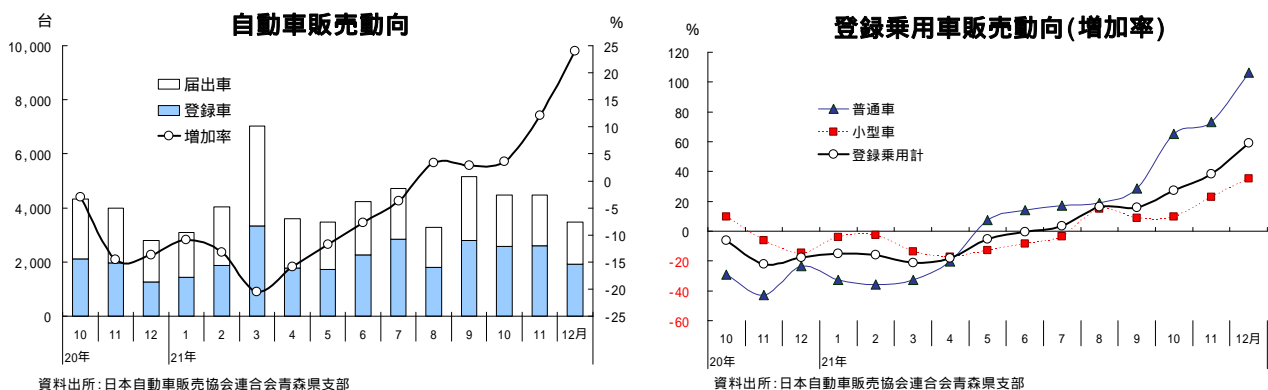 自動車販売動向
台
%
10,000
8,000
6,000
4,000
2,000
0
25
20
15
10
5
0
-5
-10
-15
-20
-25
届出車
登録車
増加率
10 11 12 1 2 3 4 5 6 7 8 9 10 11 12月
20年 21年
資料出所:日本自動車販売協会連合会青森県支部
登録乗用車販売動向(増加率)
%
120
100
80
60
40
20
0
-20
-40
-60
普通車
小型車
登録乗用計
10 11 12 1 2 3 4 5 6 7 8 9 10 11 12月
20年 21年
資料出所:日本自動車販売協会連合会青森県支部